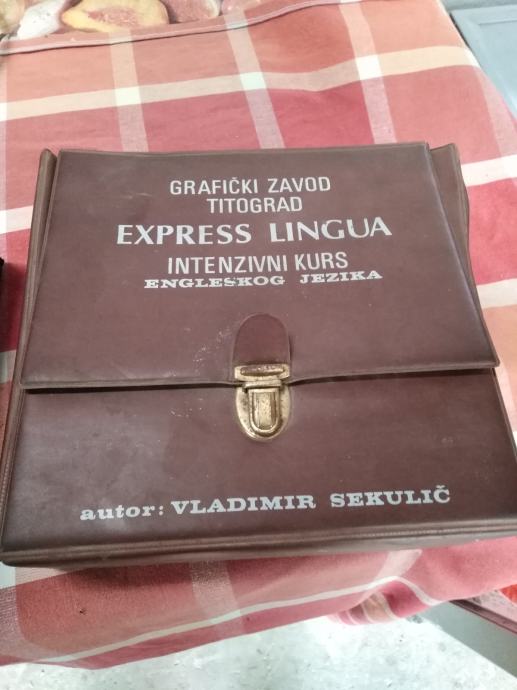 GRAFIČKI ZAVOD
TITOGRAD
EXPRESS LINGUA
INTENZIVNI KURS
ENGLESKOG JEZIKA
autor: VLADIMIR SEKULIČ